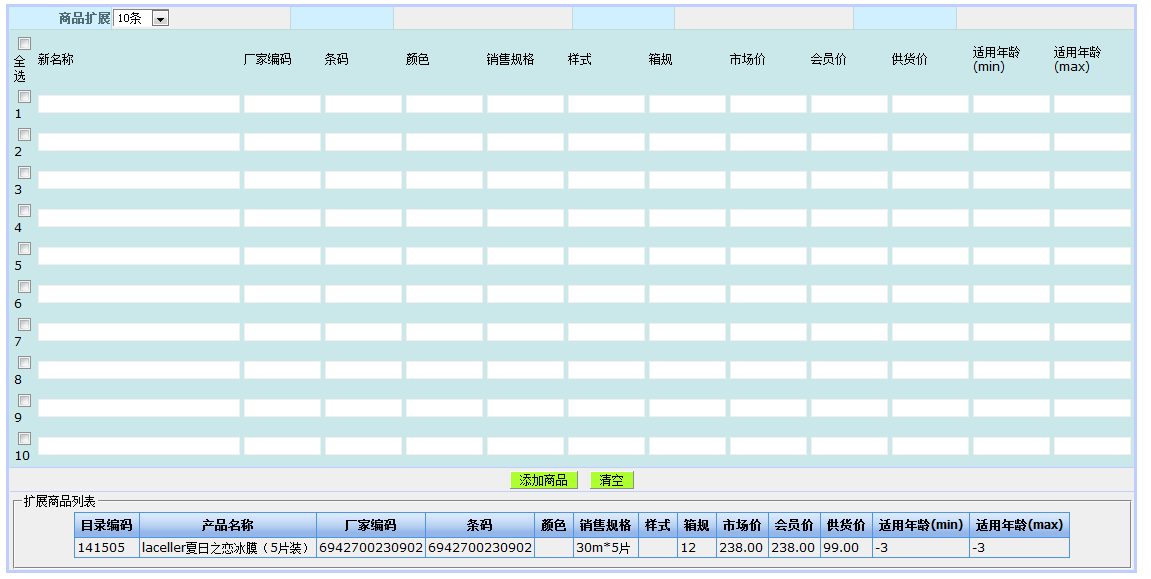 商品扩展 10条
全选 新名称 厂家编码 条码 颜色 销售规格 样式 箱规 市场价 会员价 供货价 适用年龄(min) 适用年龄(max)
1
2
3
4
5
6
7
8
9
10
添加商品 清空
扩展商品列表
目录编码 产品名称 厂家编码 条码 颜色 销售规格 样式 箱规 市场价 会员价 供货价 适用年龄(min) 适用年龄(max)
141505 laceller夏日之恋冰膜（5片装） 6942700230902 6942700230902 30m*5片 12 238.00 238.00 99.00 -3 -3